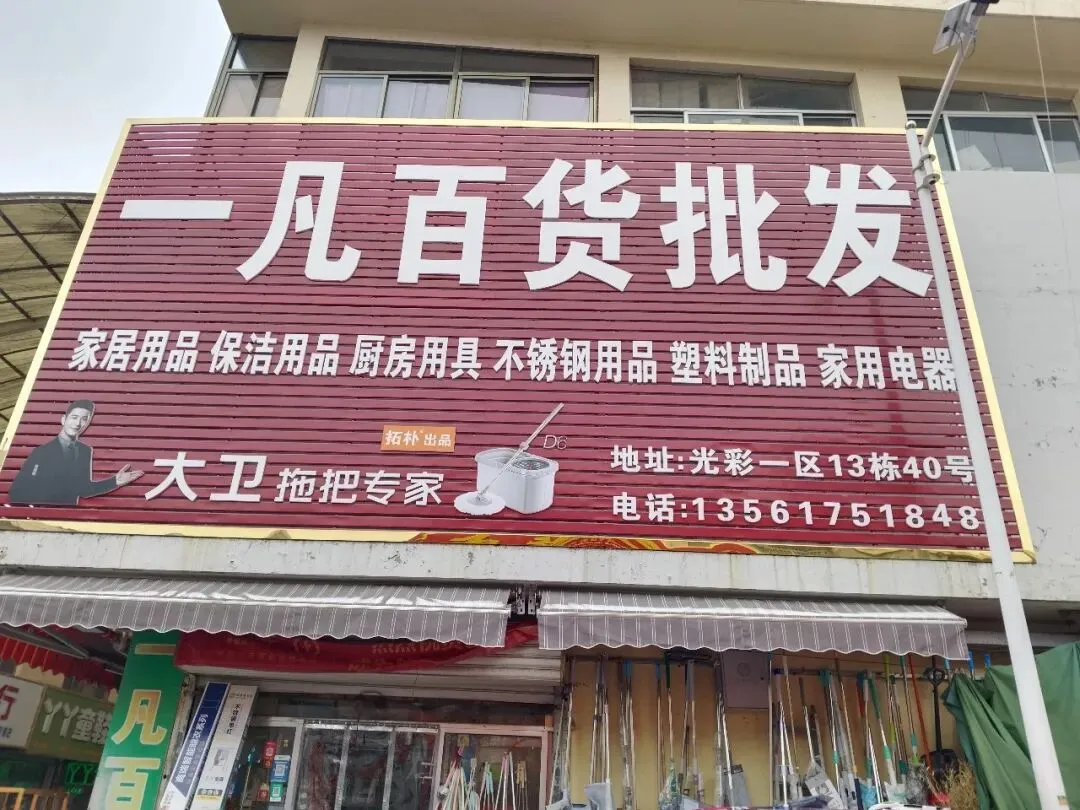 一凡百货批发
家居用品 保洁用品 厨房用具 不锈钢用品 塑料制品 家用电器
拓朴 出品
D6
大卫 拖把专家
地址:光彩一区13栋40号
电话:13561751848
一凡百
YY童